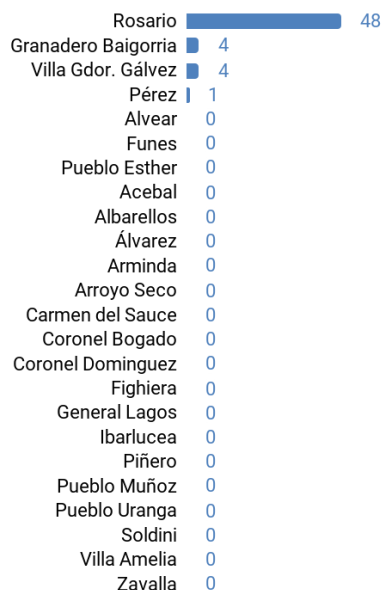 Rosario 48
Granadero Baigorria 4
Villa Gdor. Gálvez 4
Pérez 1
Alvear 0
Funes 0
Pueblo Esther 0
Acebal 0
Albarellos 0
Álvarez 0
Arminda 0
Arroyo Seco 0
Carmen del Sauce 0
Coronel Bogado 0
Coronel Dominguez 0
Fighiera 0
General Lagos 0
Ibarlucea 0
Piñero 0
Pueblo Muñoz 0
Pueblo Uranga 0
Soldini 0
Villa Amelia 0
Zavalla 0